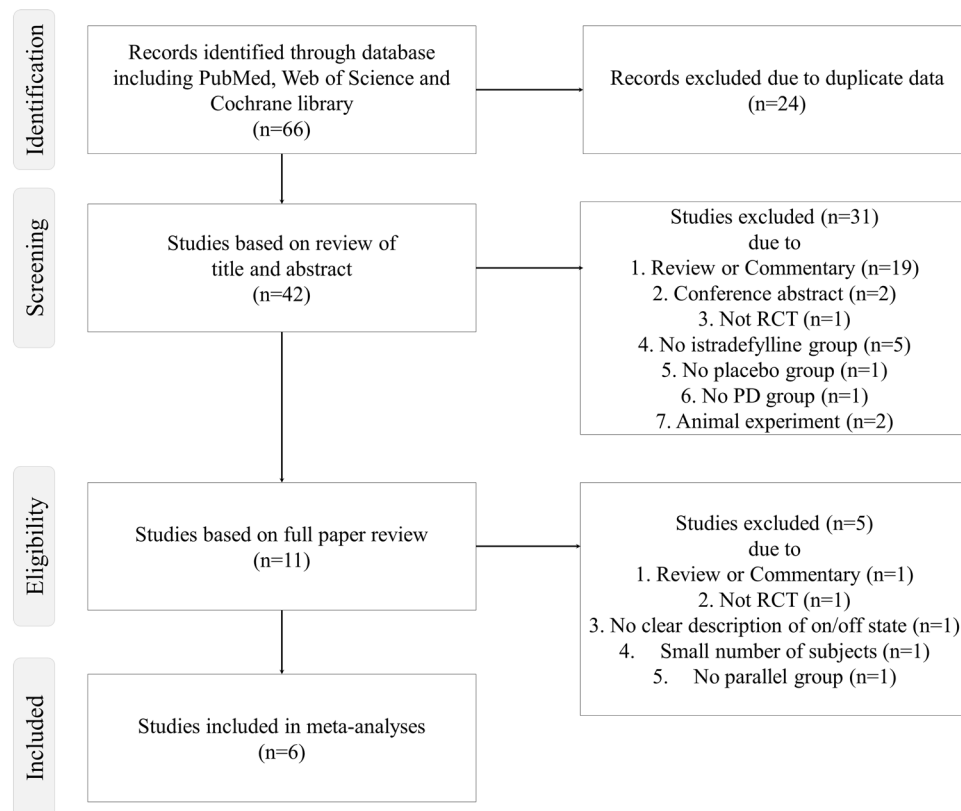 Identification
Records identified through database
including PubMed, Web of Science and
Cochrane library
(n=66)
Records excluded due to duplicate data
(n=24)
Screening
Studies based on review of
title and abstract
(n=42)
Studies excluded (n=31)
due to
1. Review or Commentary (n=19)
2. Conference abstract (n=2)
3. Not RCT (n=1)
4. No istradefylline group (n=5)
5. No placebo group (n=1)
6. No PD group (n=1)
7. Animal experiment (n=2)
Eligibility
Studies based on full paper review
(n=11)
Studies excluded (n=5)
due to
1. Review or Commentary (n=1)
2. Not RCT (n=1)
3. No clear description of on/off state (n=1)
4. Small number of subjects (n=1)
5. No parallel group (n=1)
Included
Studies included in meta-analyses
(n=6)